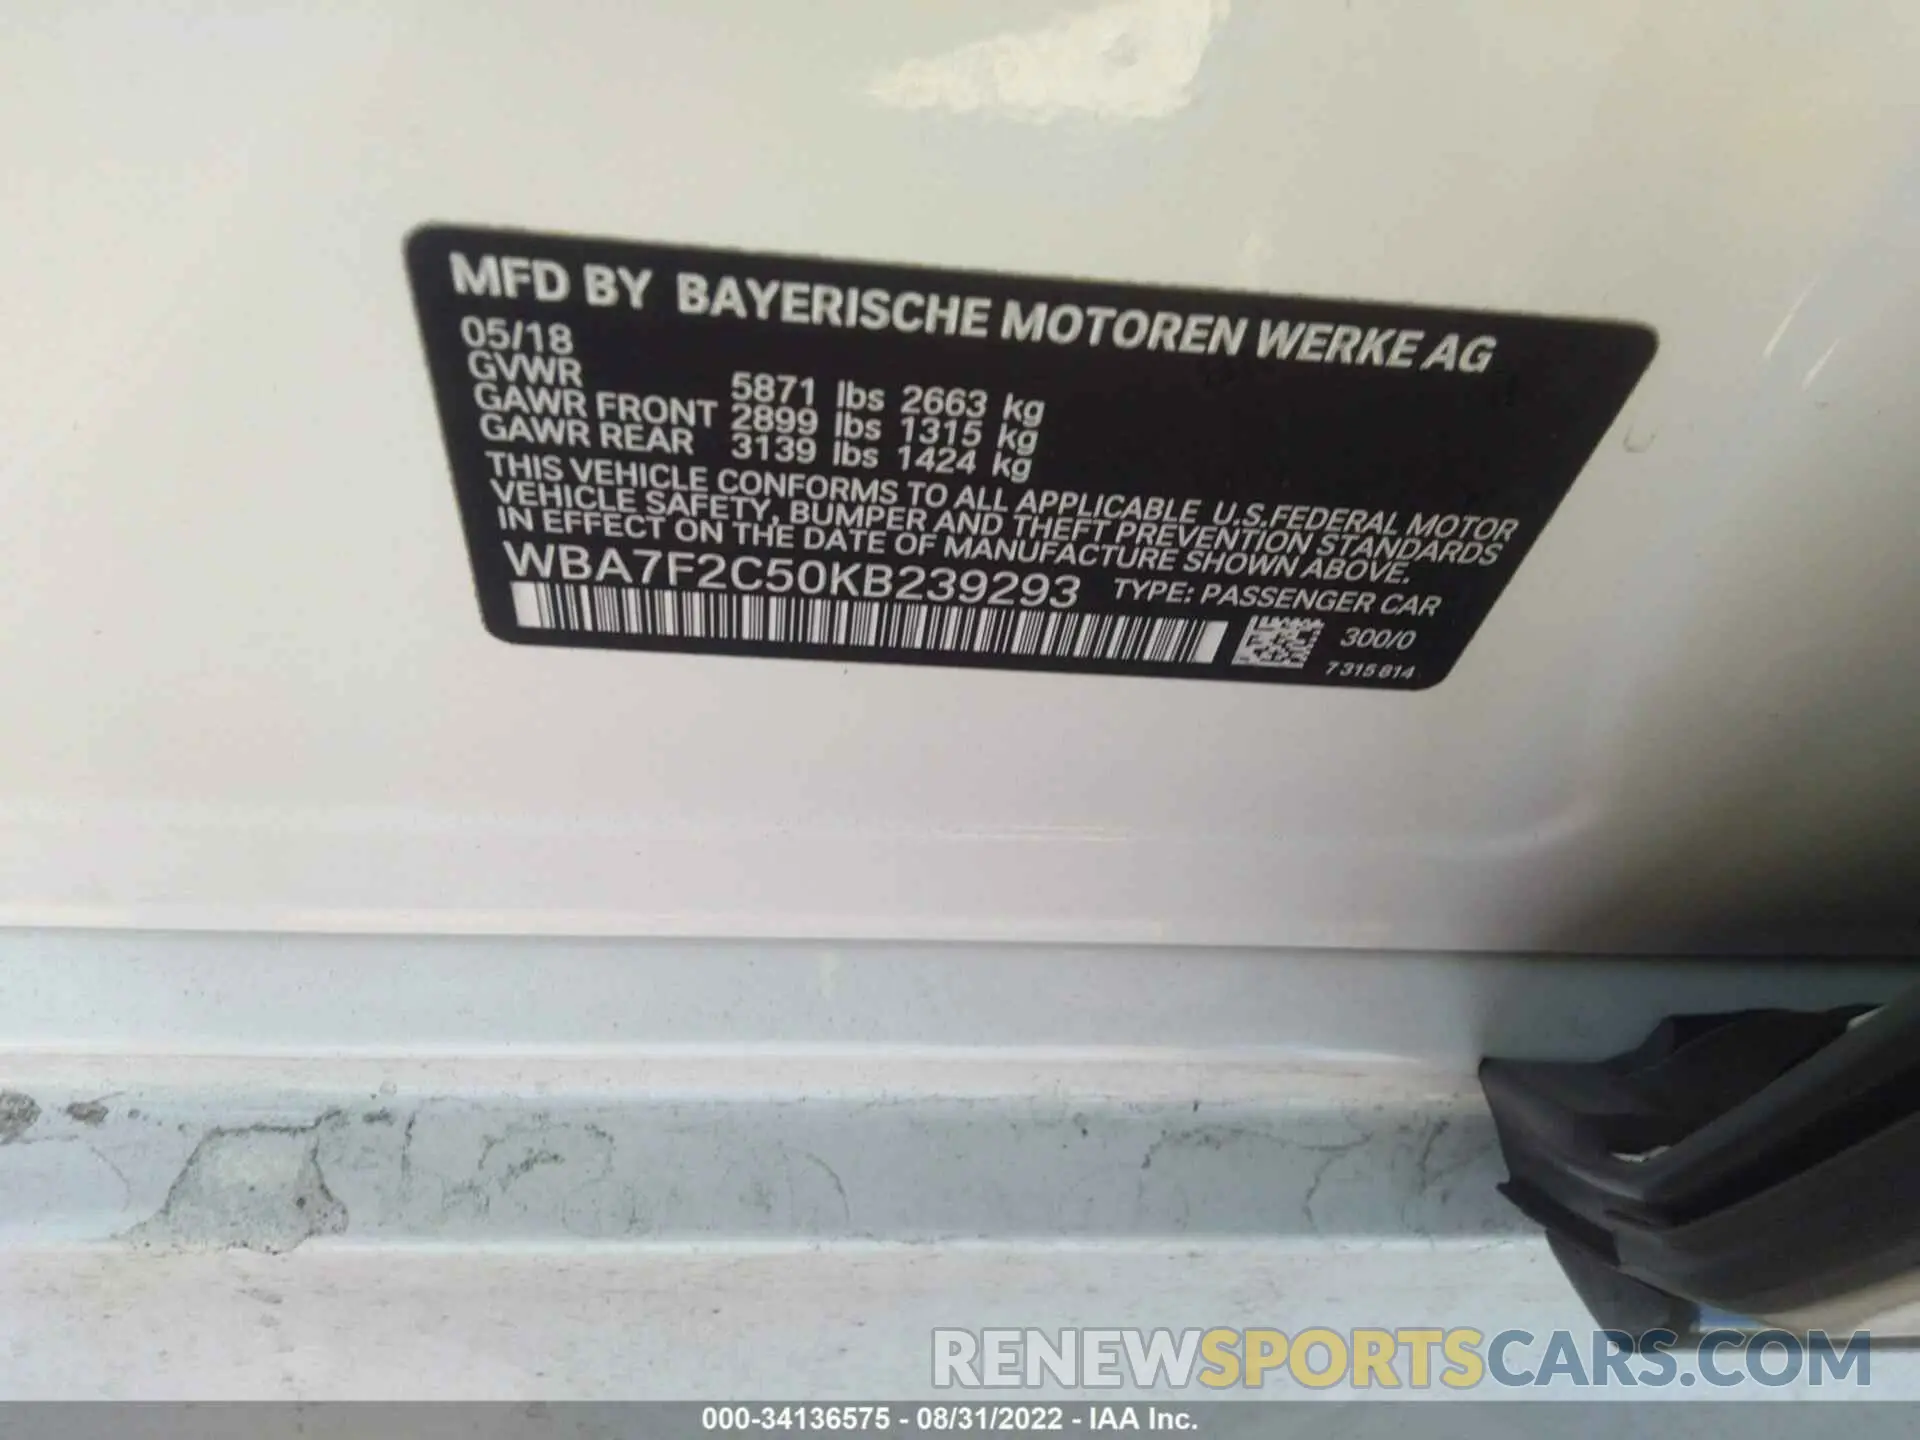 MFD BY BAYERISCHE MOTOREN WERKE AG
05/18
GVWR 5871 lbs 2663 kg
GAWR FRONT 2899 lbs 1315 kg
GAWR REAR 3139 lbs 1424 kg
THIS VEHICLE CONFORMS TO ALL APPLICABLE U.S.FEDERAL MOTOR
VEHICLE SAFETY, BUMPER AND THEFT PREVENTION STANDARDS
IN EFFECT ON THE DATE OF MANUFACTURE SHOWN ABOVE.
WBA7F2C50KB239293 TYPE: PASSENGER CAR
300/0
7 315 814
RENEWSPORTSCARS.COM
000-34136575 - 08/31/2022 - IAA Inc.